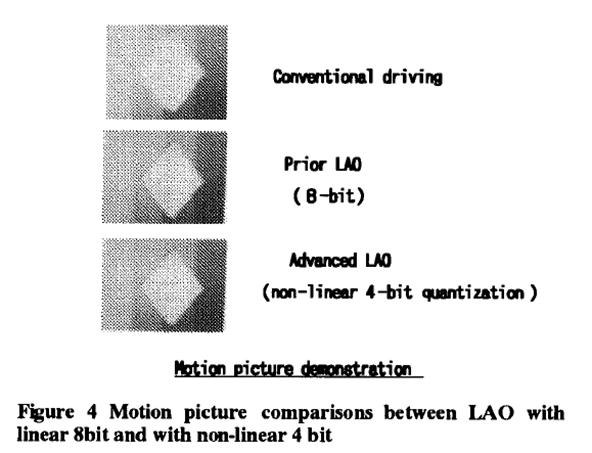 Conventional driving
Prior LAO
( 8-bit)
Advanced LAO
(non-linear 4-bit quantization )
Motion picture demonstration
Figure 4 Motion picture comparisons between LAO with
linear 8bit and with non-linear 4 bit